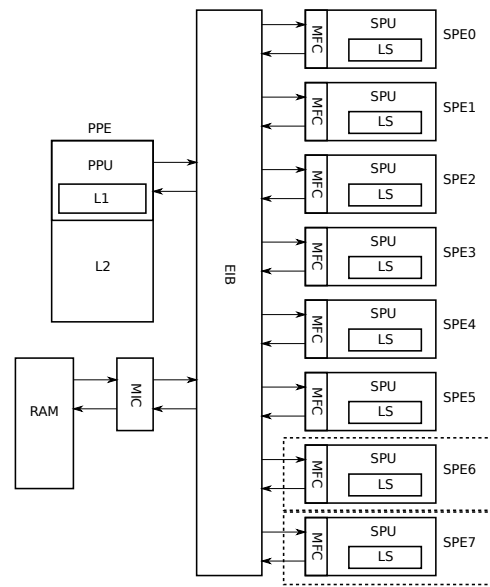 SPU
SPE0
MFC
LS
SPU
SPE1
MFC
LS
PPE
PPU
L1
L2
SPU
SPE2
MFC
LS
EIB
SPU
SPE3
MFC
LS
SPU
SPE4
MFC
LS
RAM
MIC
SPU
SPE5
MFC
LS
SPU
SPE6
MFC
LS
SPU
SPE7
MFC
LS